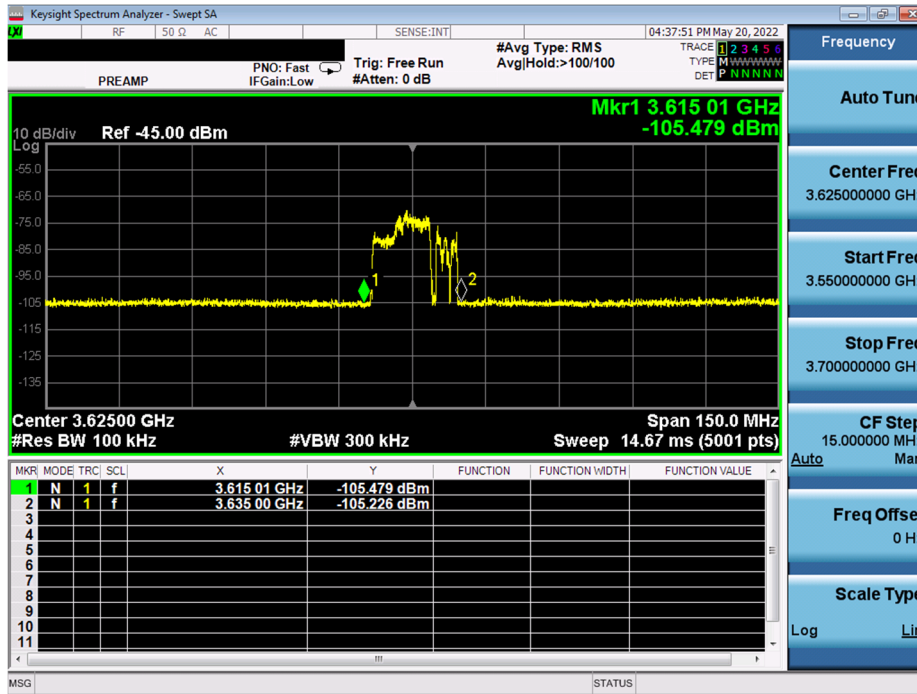 Keysight Spectrum Analyzer - Swept SA
LXI RF 50 Ω AC SENSE:INT 04:37:51 PM May 20, 2022
PREAMP PNO: Fast IFGain:Low Trig: Free Run #Atten: 0 dB #Avg Type: RMS Avg|Hold:>100/100
TRACE 1 2 3 4 5 6
TYPE M WWWWW
DET P N N N N N
Mkr1 3.615 01 GHz
-105.479 dBm
10 dB/div Ref -45.00 dBm
Log
-55.0
-65.0
-75.0
-85.0
-95.0
-105
-115
-125
-135
1
2
Center 3.62500 GHz Span 150.0 MHz
#Res BW 100 kHz #VBW 300 kHz Sweep 14.67 ms (5001 pts)
MKR MODE TRC SCL X Y FUNCTION FUNCTION WIDTH FUNCTION VALUE
1 N 1 f 3.615 01 GHz -105.479 dBm
2 N 1 f 3.635 00 GHz -105.226 dBm
3
4
5
6
7
8
9
10
11
MSG STATUS
Frequency
Auto Tun
Center Fre
3.625000000 GH
Start Fre
3.550000000 GH
Stop Fre
3.700000000 GH
CF Step
15.000000 MH
Auto Mar
Freq Offse
0 H
Scale Type
Log Li